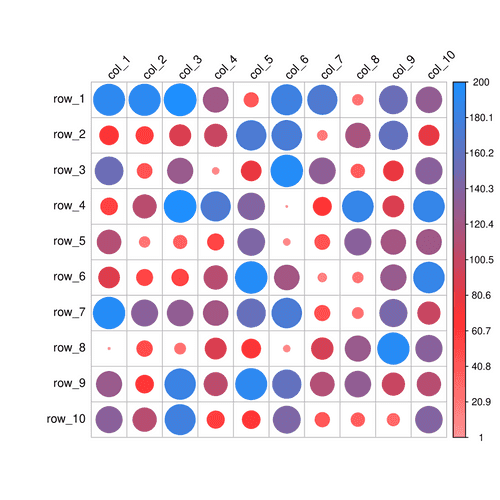 col_1 col_2 col_3 col_4 col_5 col_6 col_7 col_8 col_9 col_10
row_1
row_2
row_3
row_4
row_5
row_6
row_7
row_8
row_9
row_10
200
180.1
160.2
140.3
120.4
100.5
80.6
60.7
40.8
20.9
1